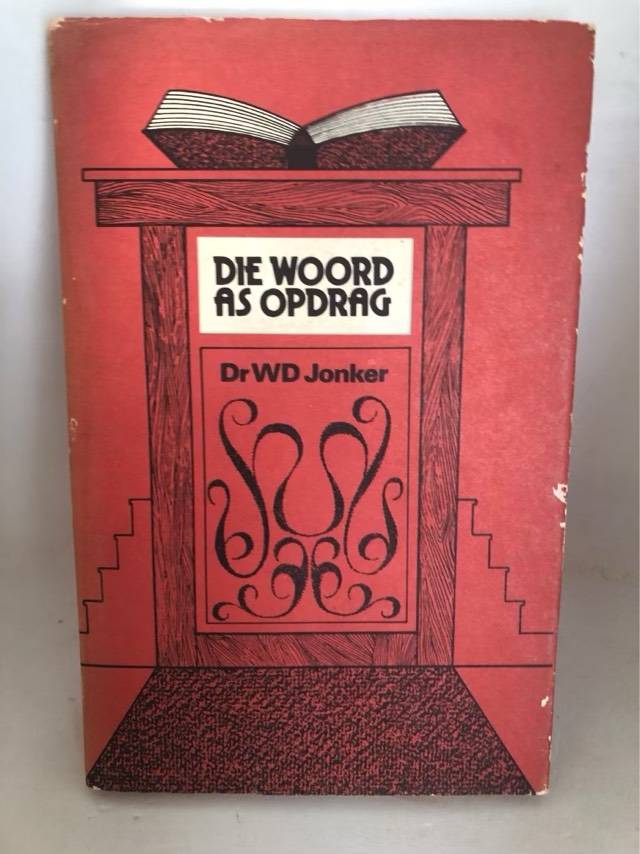 DIE WOORD
AS OPDRAG
Dr WD Jonker